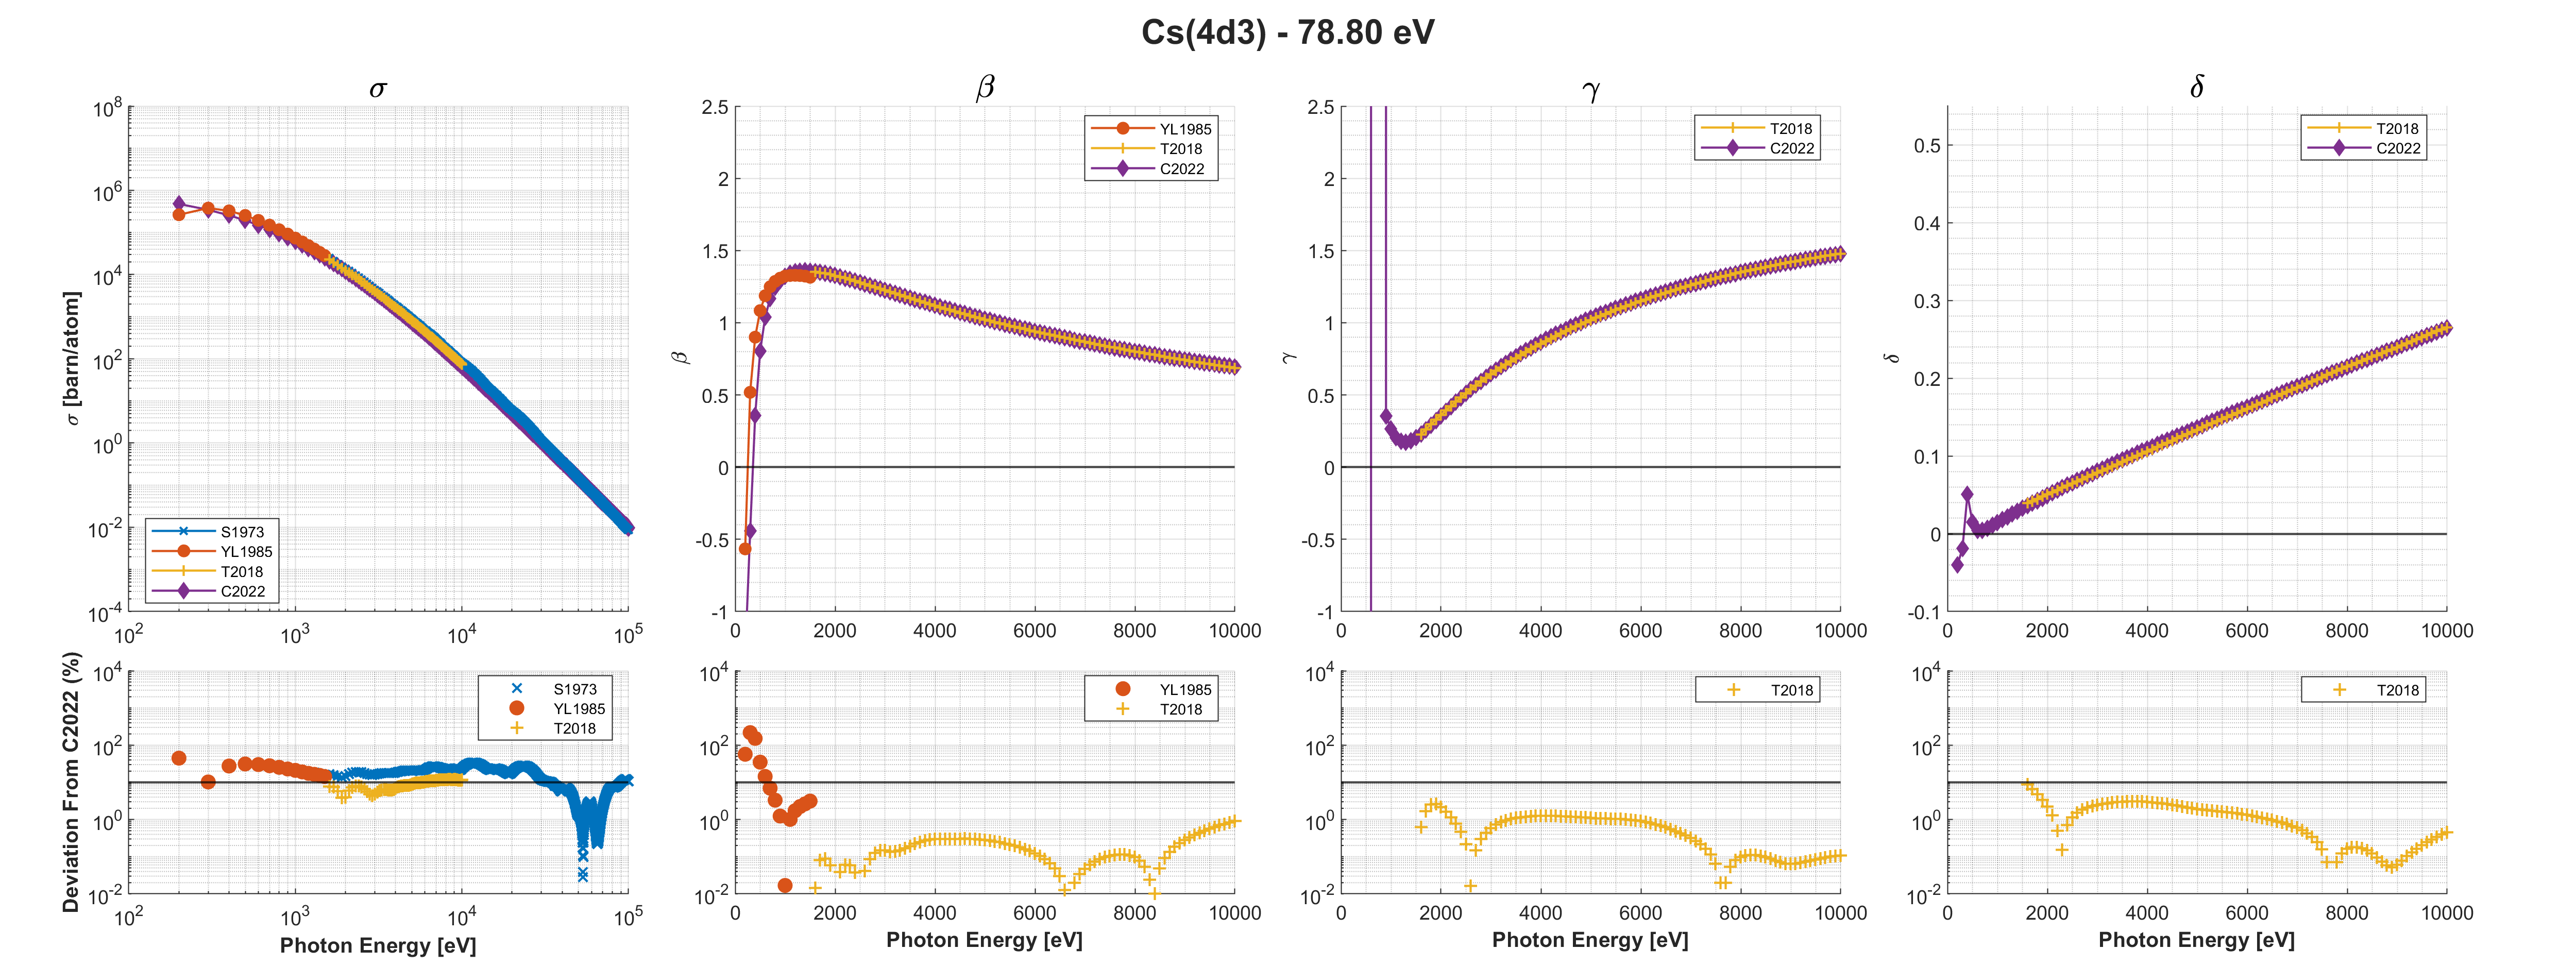 Cs(4d3) - 78.80 eV
σ
σ [barn/atom]
10^8
10^6
10^4
10^2
10^0
10^-2
10^-4
10^2
10^3
10^4
10^5
S1973
YL1985
T2018
C2022
β
β
2.5
2
1.5
1
0.5
0
-0.5
-1
0
2000
4000
6000
8000
10000
YL1985
T2018
C2022
γ
γ
2.5
2
1.5
1
0.5
0
-0.5
-1
0
2000
4000
6000
8000
10000
T2018
C2022
δ
δ
0.5
0.4
0.3
0.2
0.1
0
-0.1
0
2000
4000
6000
8000
10000
T2018
C2022
Deviation From C2022 (%)
10^4
10^2
10^0
10^-2
10^2
10^3
10^4
10^5
Photon Energy [eV]
S1973
YL1985
T2018
10^4
10^2
10^0
10^-2
0
2000
4000
6000
8000
10000
Photon Energy [eV]
YL1985
T2018
10^4
10^2
10^0
10^-2
0
2000
4000
6000
8000
10000
Photon Energy [eV]
T2018
10^4
10^2
10^0
10^-2
0
2000
4000
6000
8000
10000
Photon Energy [eV]
T2018